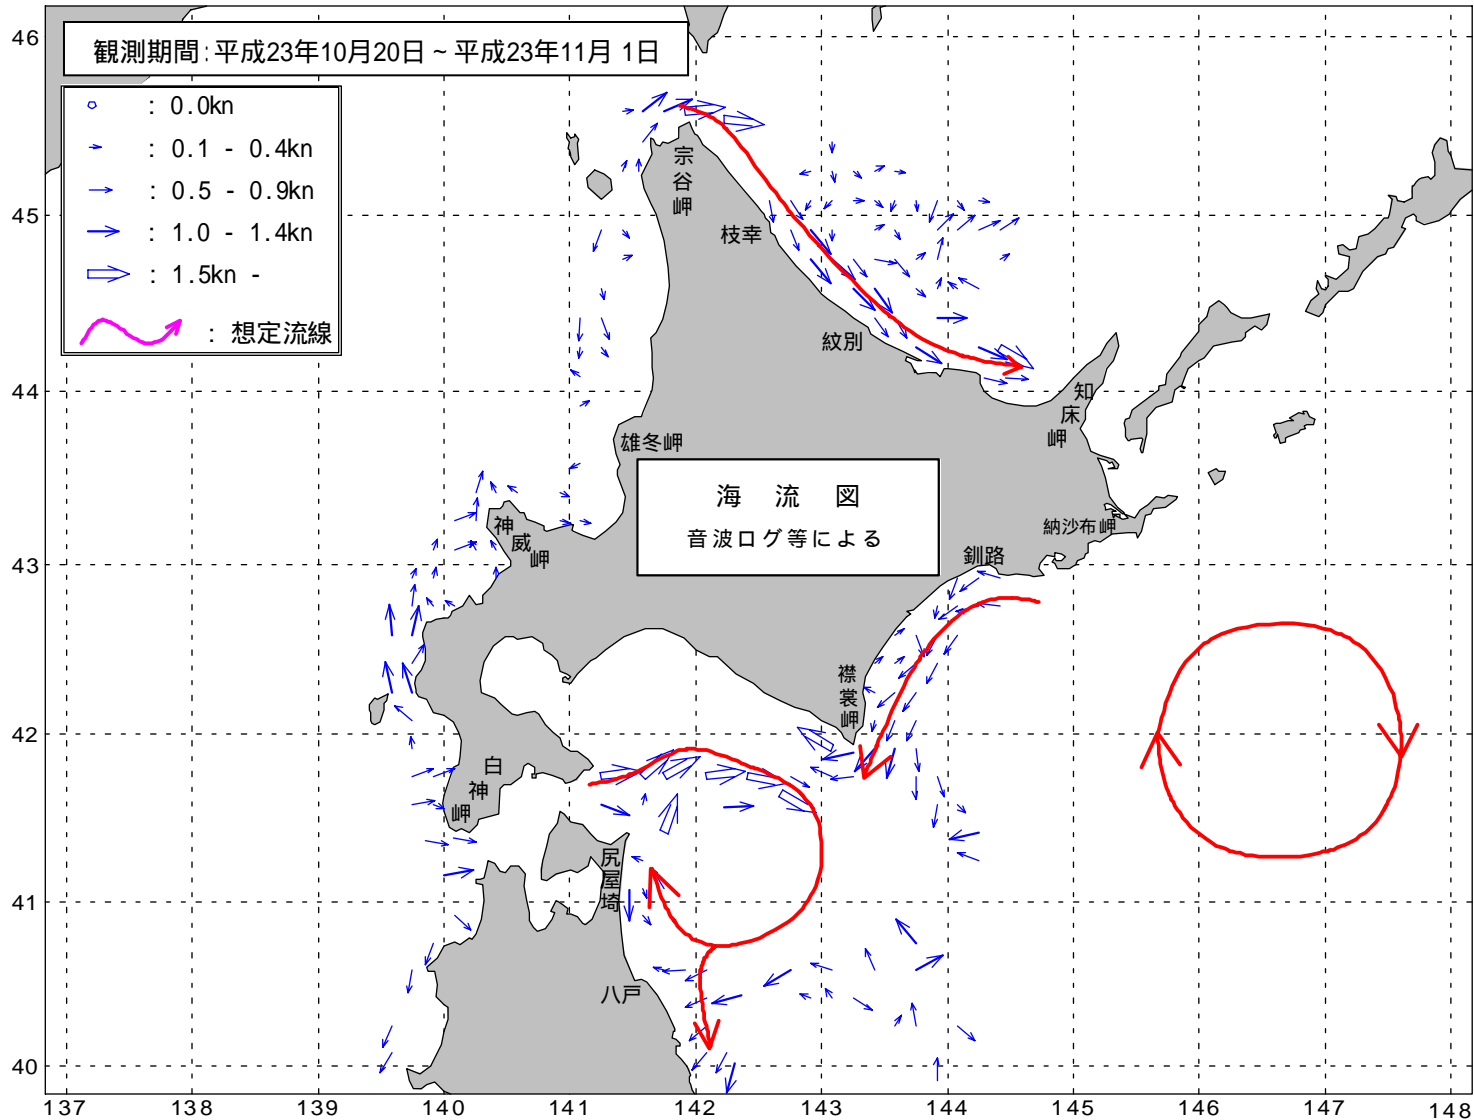 観測期間:平成23年10月20日~平成23年11月 1日
: 0.0kn
: 0.1 - 0.4kn
: 0.5 - 0.9kn
: 1.0 - 1.4kn
: 1.5kn -
: 想定流線
宗谷岬
枝幸
紋別
知床岬
雄冬岬
海 流 図
音波ログ等による
神威岬
納沙布岬
釧路
襟裳岬
白神岬
尻屋埼
八戸
46
45
44
43
42
41
40
137 138 139 140 141 142 143 144 145 146 147 148